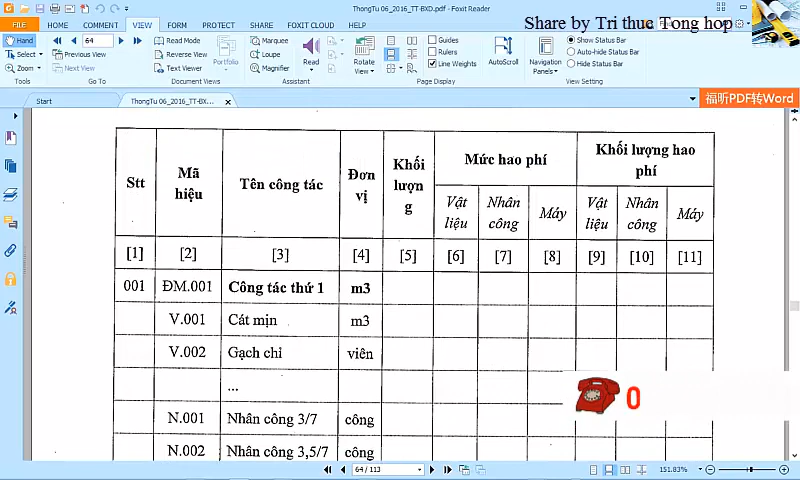 ThongTu 06_2016_TT-BXD.pdf - Foxit Reader
Share by Tri thuc Tong hop
FILE HOME COMMENT VIEW FORM PROTECT SHARE FOXIT CLOUD HELP
Hand 64 Read Mode Marquee Guides Show Status Bar
Select Previous View Reverse View Loupe Rulers Auto-hide Status Bar
Zoom Next View Text Viewer Portfolio Magnifier Read Rotate View Line Weights AutoScroll Navigation Panels Hide Status Bar
Tools Go To Document Views Assistant Page Display View Setting
Start ThongTu 06_2016_TT-BX... 福昕PDF转Word
Stt Mã hiệu Tên công tác Đơn vị Khối lượn g Mức hao phí Khối lượng hao phí
Vật liệu Nhân công Máy Vật liệu Nhân công Máy
[1] [2] [3] [4] [5] [6] [7] [8] [9] [10] [11]
001 ĐM.001 Công tác thứ 1 m3
V.001 Cát mịn m3
V.002 Gạch chỉ viên
...
0
N.001 Nhân công 3/7 công
N.002 Nhân công 3,5/7 công
64 / 113 151.83%